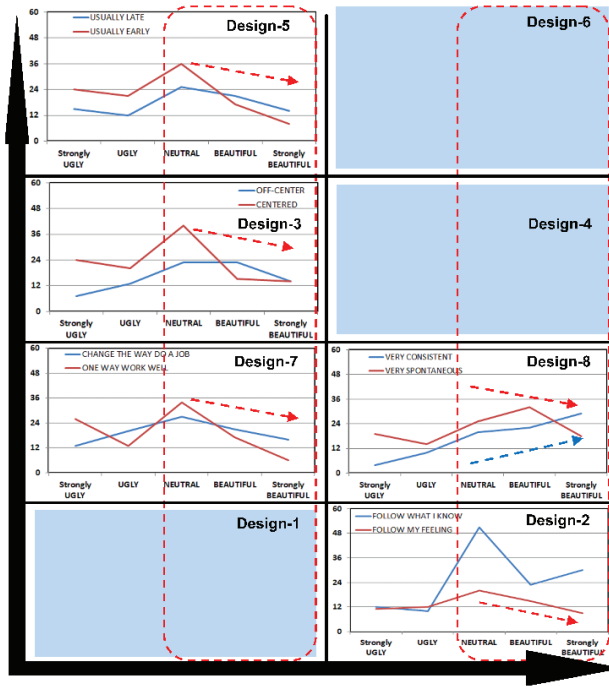 60
48
36
24
12
0
USUALLY LATE
USUALLY EARLY
Design-5
Strongly
UGLY
UGLY
NEUTRAL
BEAUTIFUL
Strongly
BEAUTIFUL
Design-6
60
48
36
24
12
0
OFF-CENTER
CENTERED
Design-3
Strongly
UGLY
UGLY
NEUTRAL
BEAUTIFUL
Strongly
BEAUTIFUL
Design-4
60
48
36
24
12
0
CHANGE THE WAY DO A JOB
ONE WAY WORK WELL
Design-7
Strongly
UGLY
UGLY
NEUTRAL
BEAUTIFUL
Strongly
BEAUTIFUL
60
48
36
24
12
0
VERY CONSISTENT
VERY SPONTANEOUS
Design-8
Strongly
UGLY
UGLY
NEUTRAL
BEAUTIFUL
Strongly
BEAUTIFUL
Design-1
60
48
36
24
12
0
FOLLOW WHAT I KNOW
FOLLOW MY FEELING
Design-2
Strongly
UGLY
UGLY
NEUTRAL
BEAUTIFUL
Strongly
BEAUTIFUL